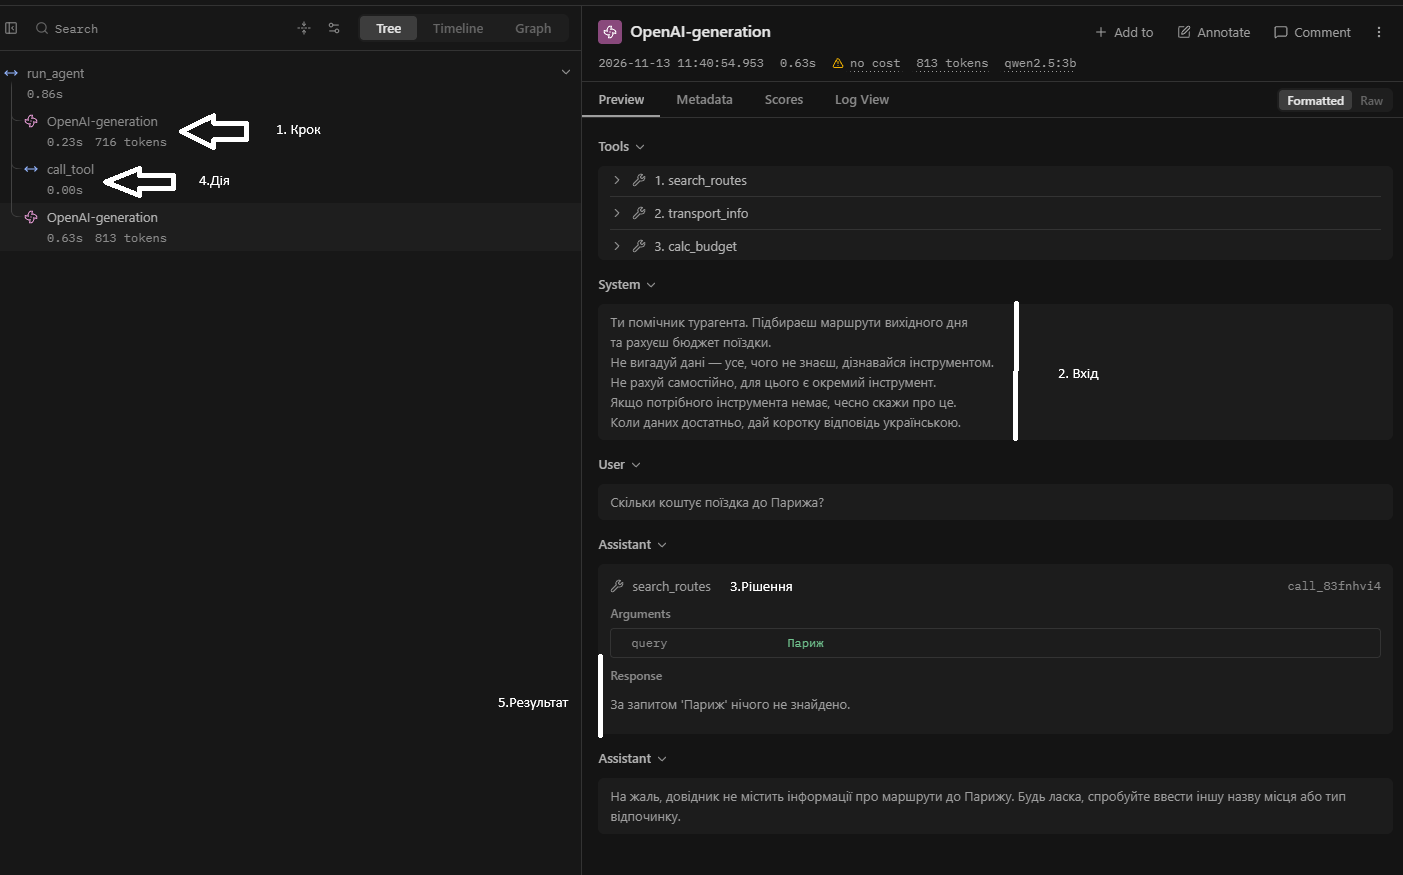 Search
Tree
Timeline
Graph
run_agent
0.86s
OpenAI-generation
0.23s 716 tokens
1. Крок
call_tool
0.00s
4.Дія
OpenAI-generation
0.63s 813 tokens
OpenAI-generation
Add to
Annotate
Comment
2026-11-13 11:40:54.953 0.63s no cost 813 tokens qwen2.5:3b
Preview
Metadata
Scores
Log View
Formatted
Raw
Tools
1. search_routes
2. transport_info
3. calc_budget
System
Ти помічник турагента. Підбираєш маршрути вихідного дня
та рахуєш бюджет поїздки.
Не вигадуй дані — усе, чого не знаєш, дізнавайся інструментом.
Не рахуй самостійно, для цього є окремий інструмент.
Якщо потрібного інструмента немає, чесно скажи про це.
Коли даних достатньо, дай коротку відповідь українською.
2. Вхід
User
Скільки коштує поїздка до Парижа?
Assistant
search_routes
3.Рішення
call_83fnhvi4
Arguments
query Париж
Response
За запитом 'Париж' нічого не знайдено.
5.Результат
Assistant
На жаль, довідник не містить інформації про маршрути до Парижу. Будь ласка, спробуйте ввести іншу назву місця або тип
відпочинку.